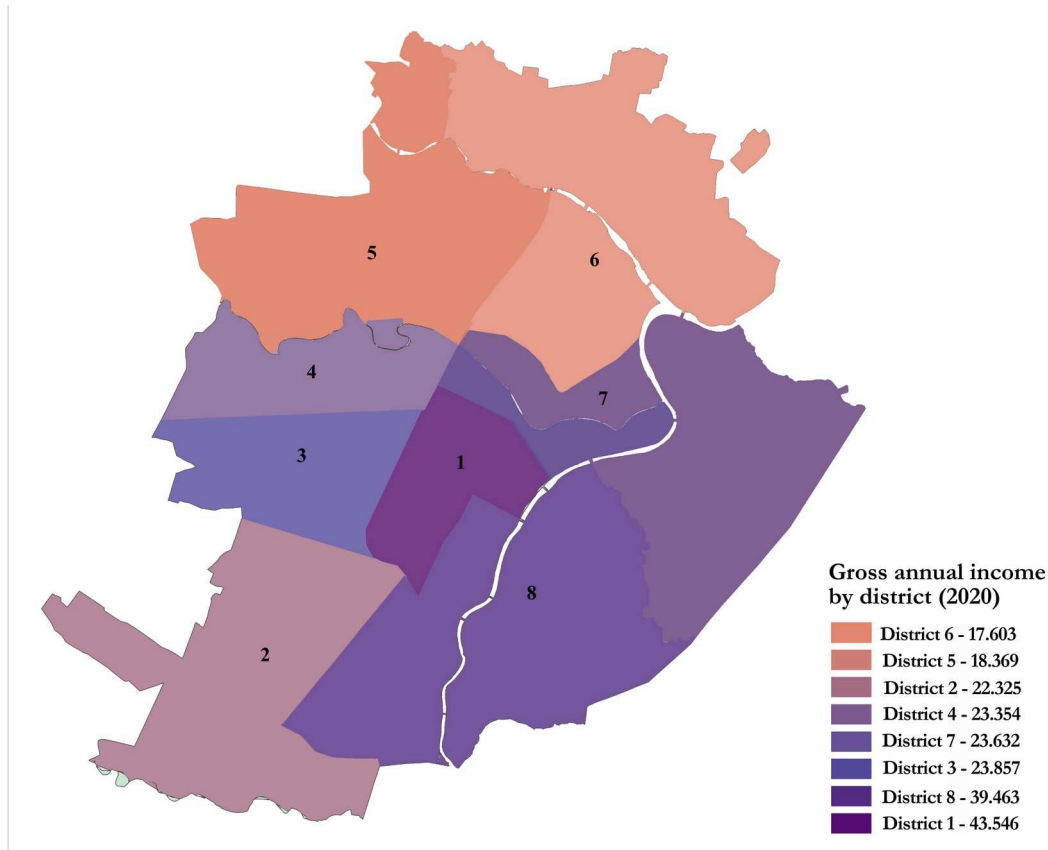 5
6
4
7
3
1
8
2
Gross annual income
by district (2020)
District 6 - 17.603
District 5 - 18.369
District 2 - 22.325
District 4 - 23.354
District 7 - 23.632
District 3 - 23.857
District 8 - 39.463
District 1 - 43.546